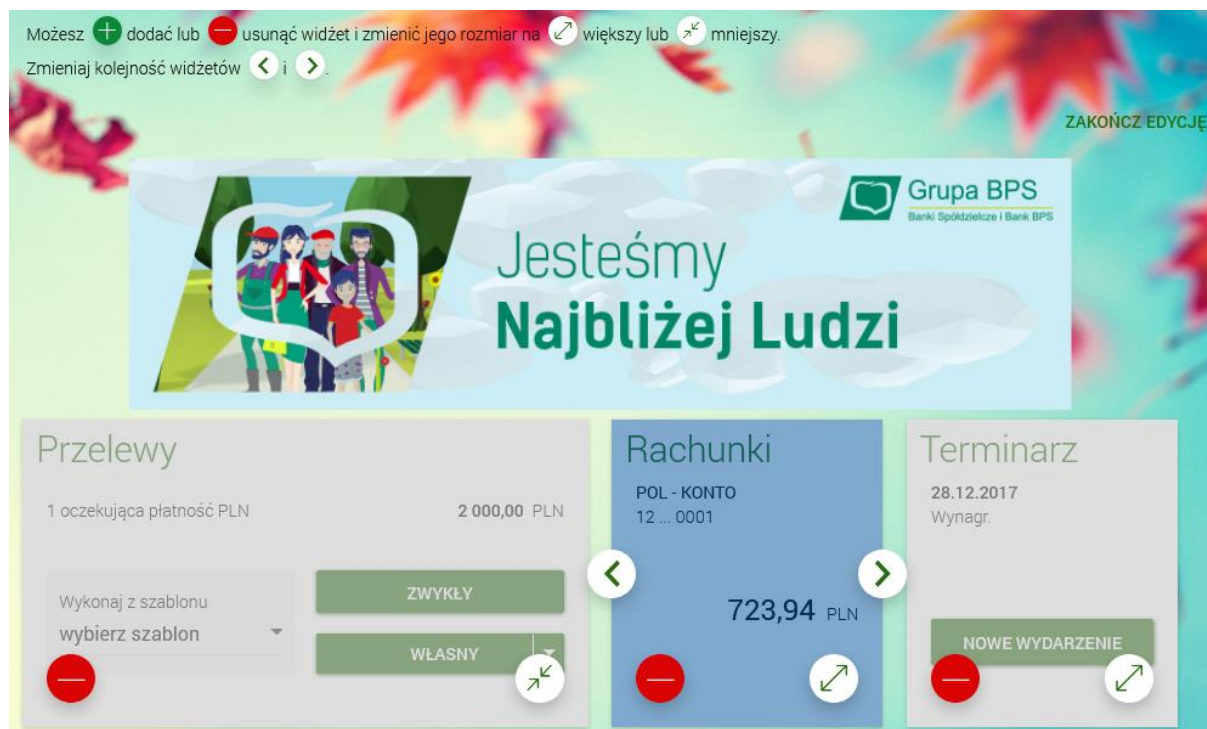 Możesz dodać lub usunąć widżet i zmienić jego rozmiar na większy lub mniejszy.
Zmieniaj kolejność widżetów i .
ZAKOŃCZ EDYCJĘ
Grupa BPS
Banki Spółdzielcze i Bank BPS
Jesteśmy
Najbliżej Ludzi
Przelewy
1 oczekująca płatność PLN 2 000,00 PLN
Wykonaj z szablonu
wybierz szablon
ZWYKŁY
WŁASNY
Rachunki
POL - KONTO
12 ... 0001
723,94 PLN
Terminarz
28.12.2017
Wynagr.
NOWE WYDARZENIE